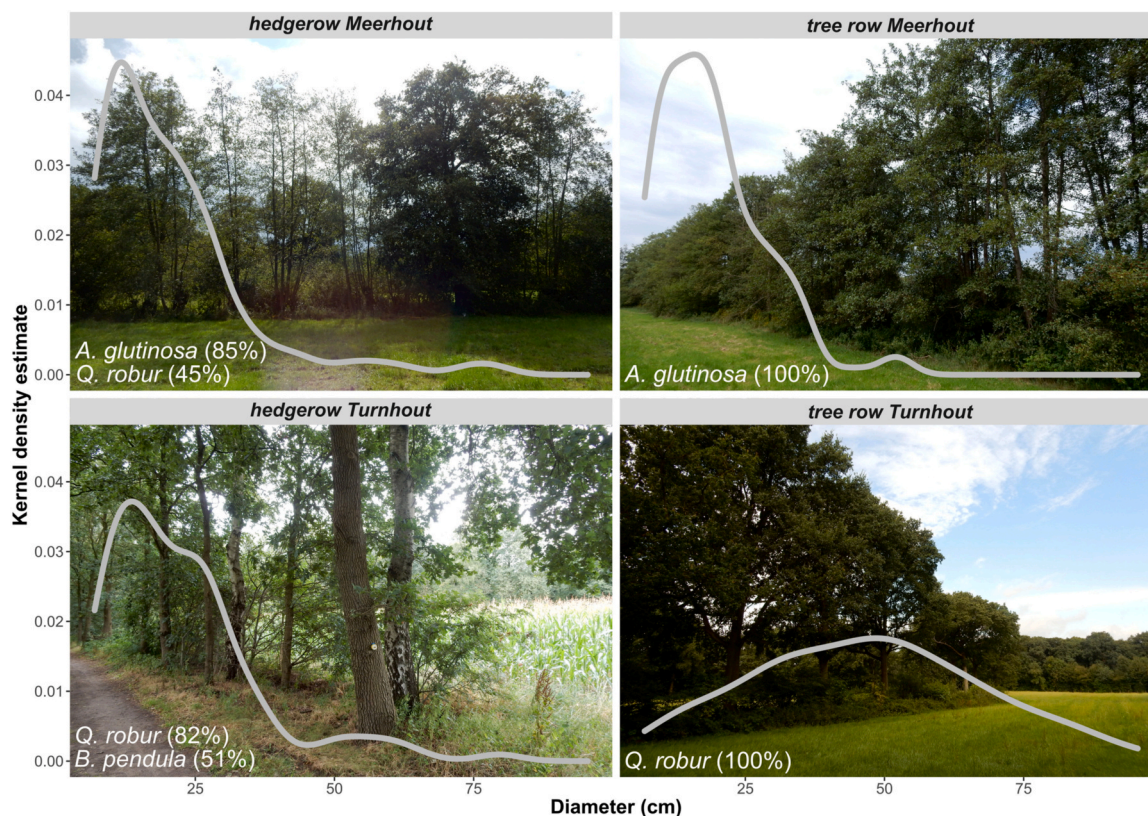 hedgerow Meerhout
tree row Meerhout
0.04
0.03
0.02
0.01
0.00
A. glutinosa (85%)
Q. robur (45%)
A. glutinosa (100%)
hedgerow Turnhout
tree row Turnhout
0.04
0.03
0.02
0.01
0.00
Q. robur (82%)
B. pendula (51%)
Q. robur (100%)
25
50
75
25
50
75
Kernel density estimate
Diameter (cm)